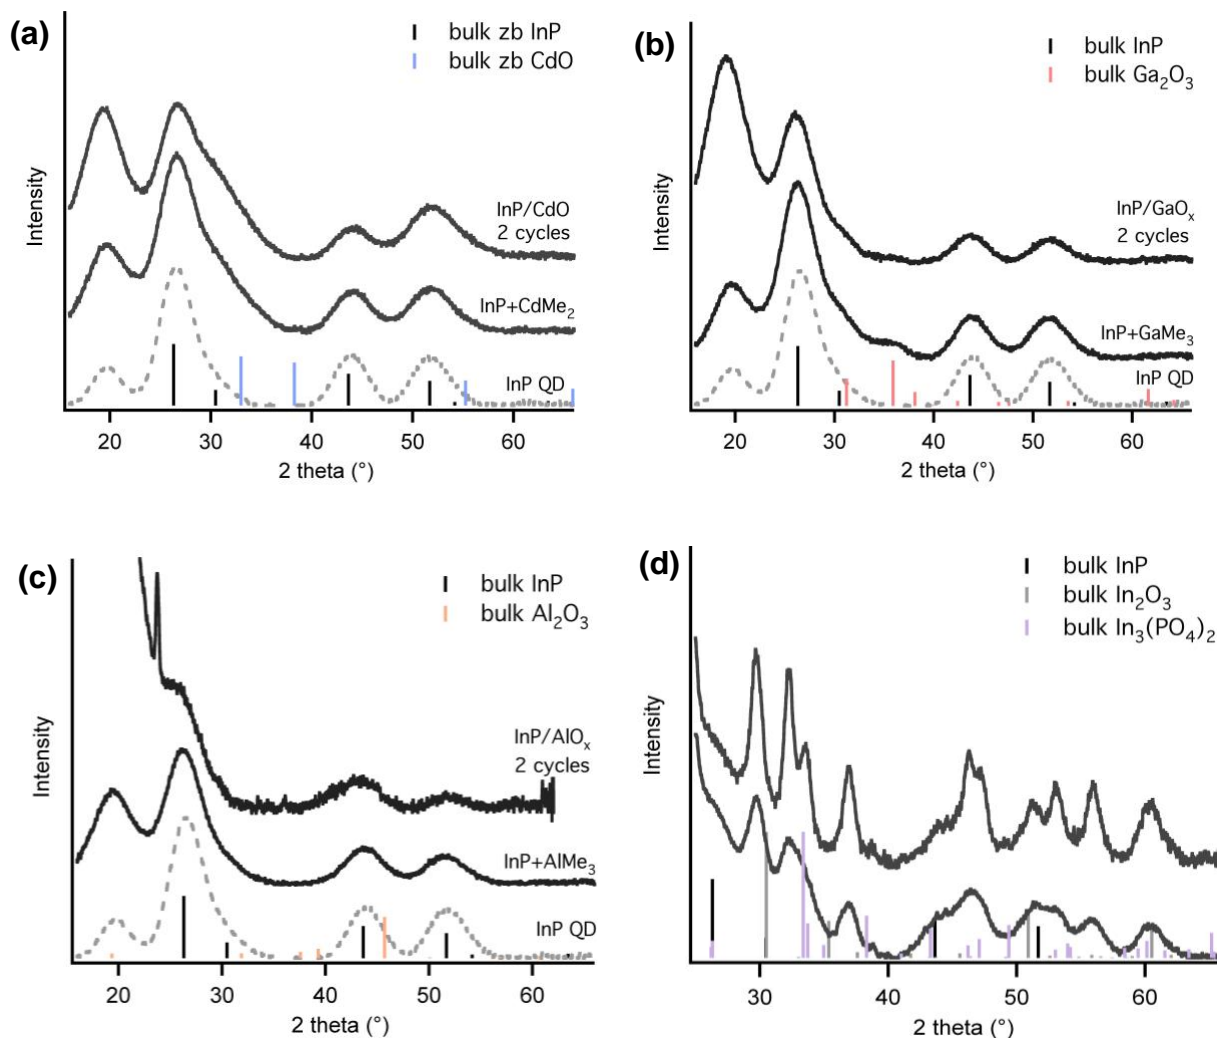 (a)
bulk zb InP
bulk zb CdO
Intensity
InP/CdO
2 cycles
InP+CdMe₂
InP QD
20 30 40 50 60
2 theta (°)
(b)
bulk InP
bulk Ga₂O₃
Intensity
InP/GaOₓ
2 cycles
InP+GaMe₃
InP QD
20 30 40 50 60
2 theta (°)
(c)
bulk InP
bulk Al₂O₃
Intensity
InP/AlOₓ
2 cycles
InP+AlMe₃
InP QD
20 30 40 50 60
2 theta (°)
(d)
bulk InP
bulk In₂O₃
bulk In₃(PO₄)₂
Intensity
30 40 50 60
2 theta (°)